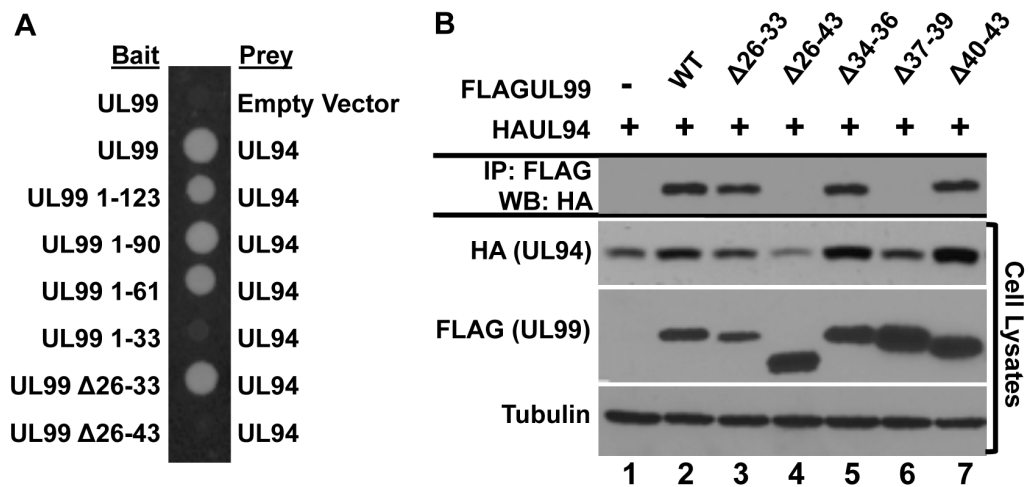 A
Bait Prey
UL99 Empty Vector
UL99 UL94
UL99 1-123 UL94
UL99 1-90 UL94
UL99 1-61 UL94
UL99 1-33 UL94
UL99 Δ26-33 UL94
UL99 Δ26-43 UL94
B
FLAGUL99 - WT Δ26-33 Δ26-43 Δ34-36 Δ37-39 Δ40-43
HAUL94 + + + + + + +
IP: FLAG
WB: HA
HA (UL94)
FLAG (UL99)
Tubulin
Cell Lysates
1 2 3 4 5 6 7